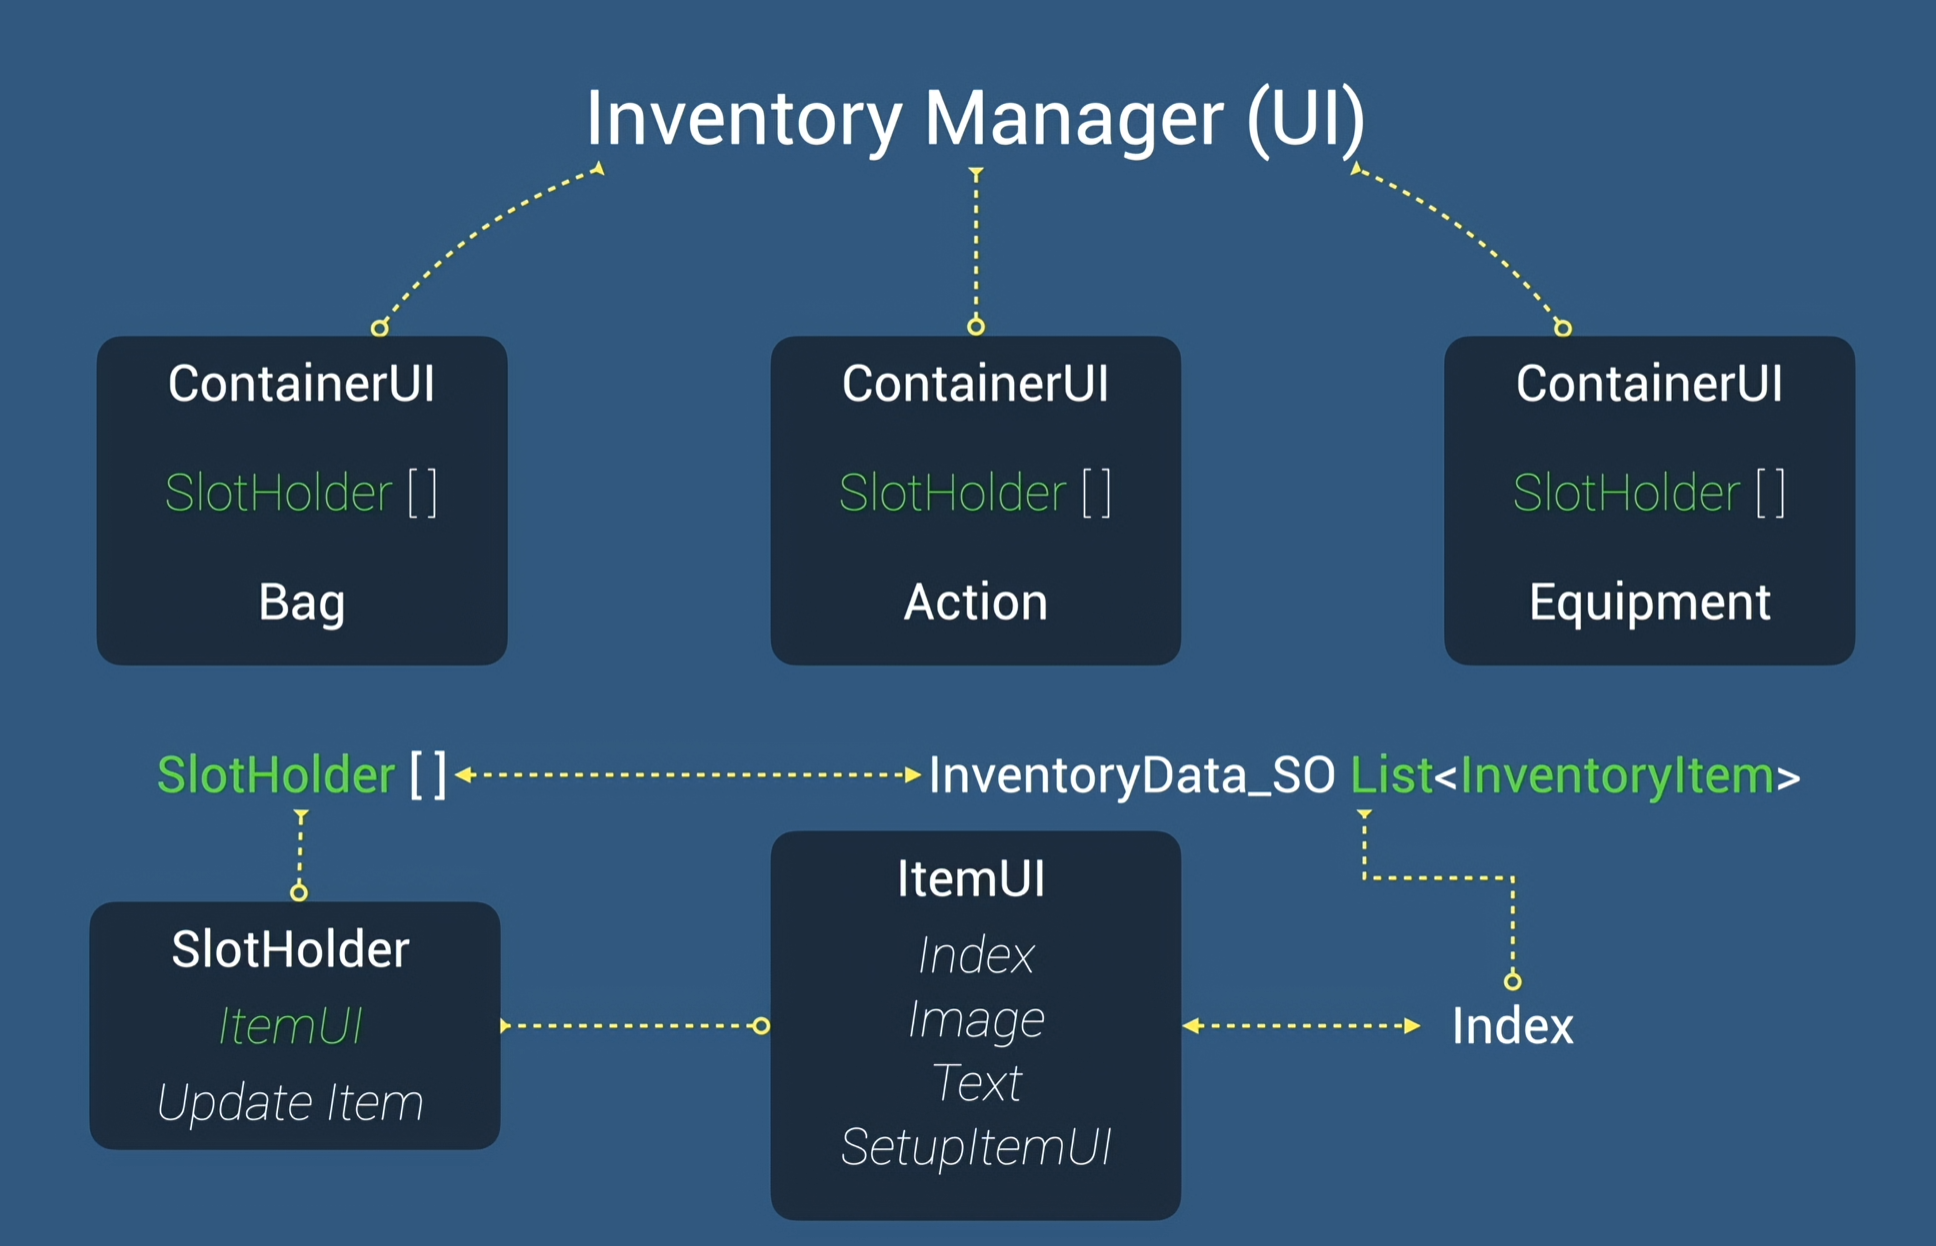 Inventory Manager (UI)
ContainerUI
SlotHolder [ ]
Bag
ContainerUI
SlotHolder [ ]
Action
ContainerUI
SlotHolder [ ]
Equipment
SlotHolder [ ]
InventoryData_SO List<InventoryItem>
SlotHolder
ItemUI
Update Item
ItemUI
Index
Image
Text
SetupItemUI
Index